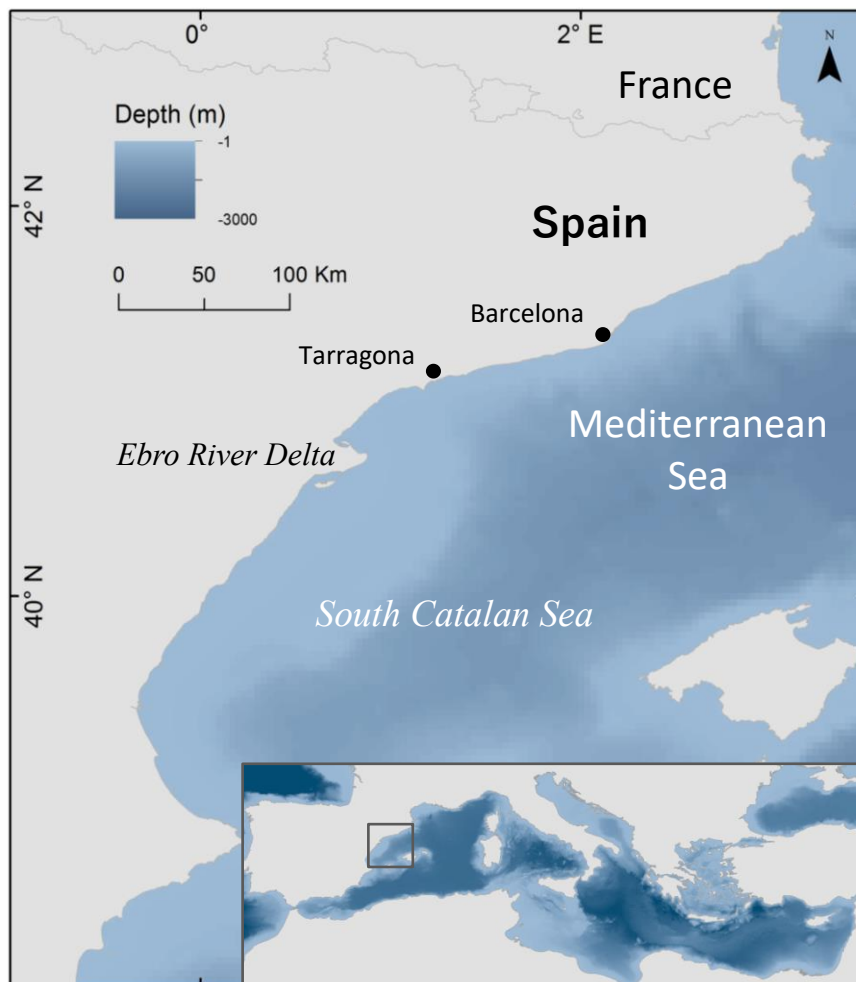 0°
2° E
N
France
Depth (m)
-1
-3000
42° N
Spain
0 50 100 Km
Barcelona
Tarragona
Mediterranean
Sea
Ebro River Delta
40° N
South Catalan Sea